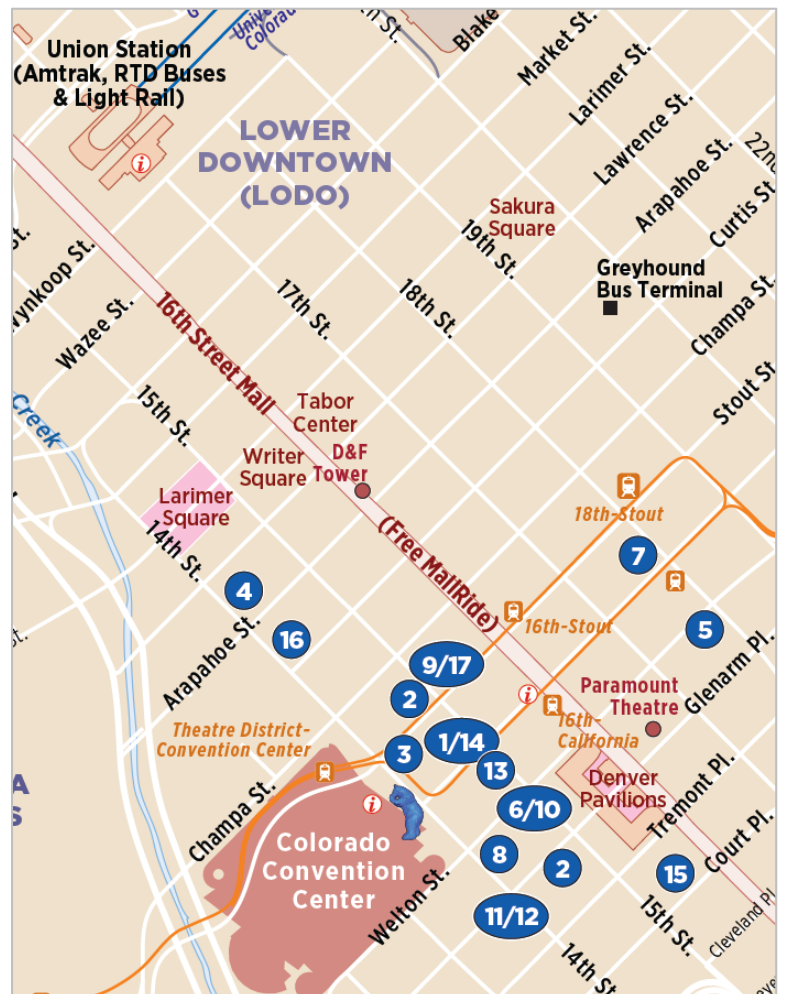 Union Station
(Amtrak, RTD Buses
& Light Rail)
Colorado
St.
Blake
Market St.
Larimer St.
Lawrence St.
Arapahoe St.
Curtis St.
Champa St.
Stout St
LOWER
DOWNTOWN
(LODO)
Sakura
Square
19th St.
18th St.
17th St.
Greyhound
Bus Terminal
Wazee St.
16th Street Mall
15th St.
Creek
Tabor
Center
Writer
Square
D&F
Tower
Larimer
Square
14th St.
(Free MallRide)
18th-Stout
7
4
16
Arapahoe St.
16th-Stout
5
9/17
2
Glenarm Pl.
Paramount
Theatre
Theatre District-
Convention Center
3
1/14
13
16th-
California
Denver
Pavilions
6/10
Champa St.
Colorado
Convention
Center
Tremont Pl.
Court Pl.
8
2
15
11/12
Welton St.
15th St.
14th St.
Cleveland Pl.
A
S